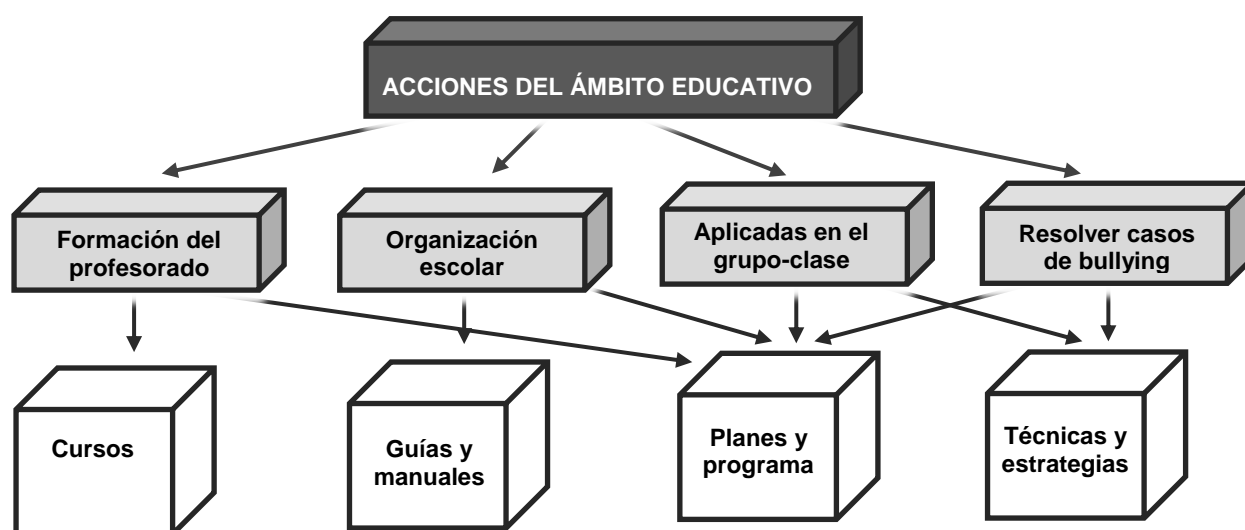 ACCIONES DEL ÁMBITO EDUCATIVO
Formación del
profesorado
Organización
escolar
Aplicadas en el
grupo-clase
Resolver casos
de bullying
Cursos
Guías y
manuales
Planes y
programa
Técnicas y
estrategias